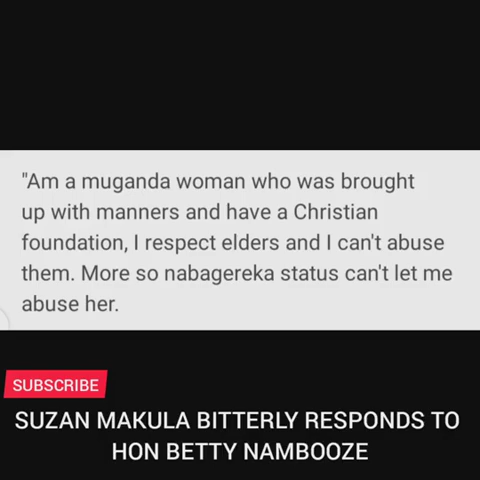 "Am a muganda woman who was brought
up with manners and have a Christian
foundation, I respect elders and I can't abuse
them. More so nabagereka status can't let me
abuse her.
SUBSCRIBE
SUZAN MAKULA BITTERLY RESPONDS TO
HON BETTY NAMBOOZE